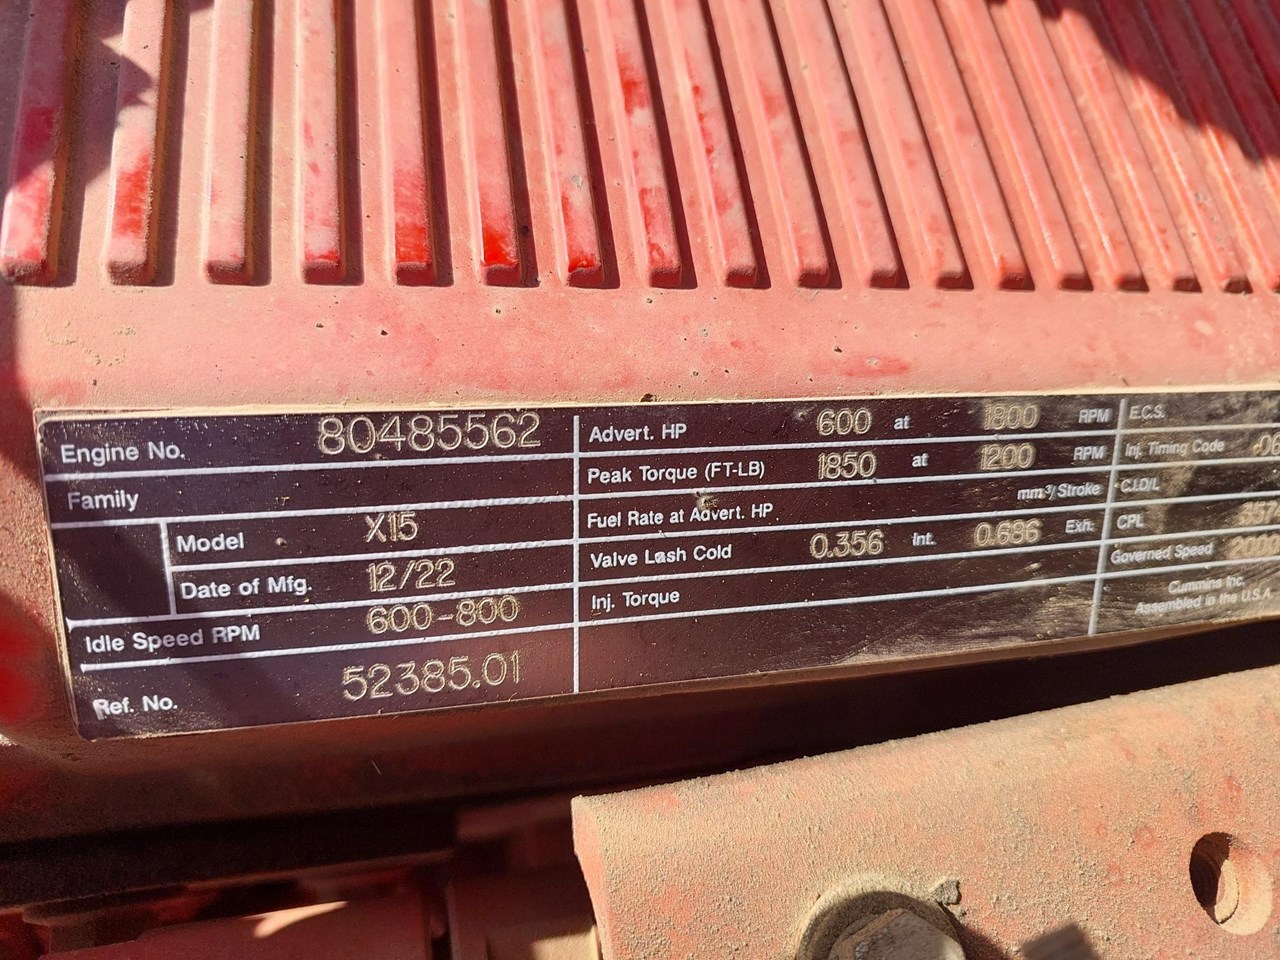 Engine No. 80485562
Family
Model X15
Date of Mfg. 12/22
Idle Speed RPM 600-800
Ref. No. 52385.01
Advert. HP 600 at 1800 RPM
Peak Torque (FT-LB) 1850 at 1200 RPM
Fuel Rate at Advert. HP mm³/Stroke
Valve Lash Cold 0.356 Int. 0.686 Exh.
Inj. Torque
E.C.S.
Inj. Timing Code
C.I.D/L
CPL 357
Governed Speed 2000
Cummins Inc.
Assembled in the U.S.A.